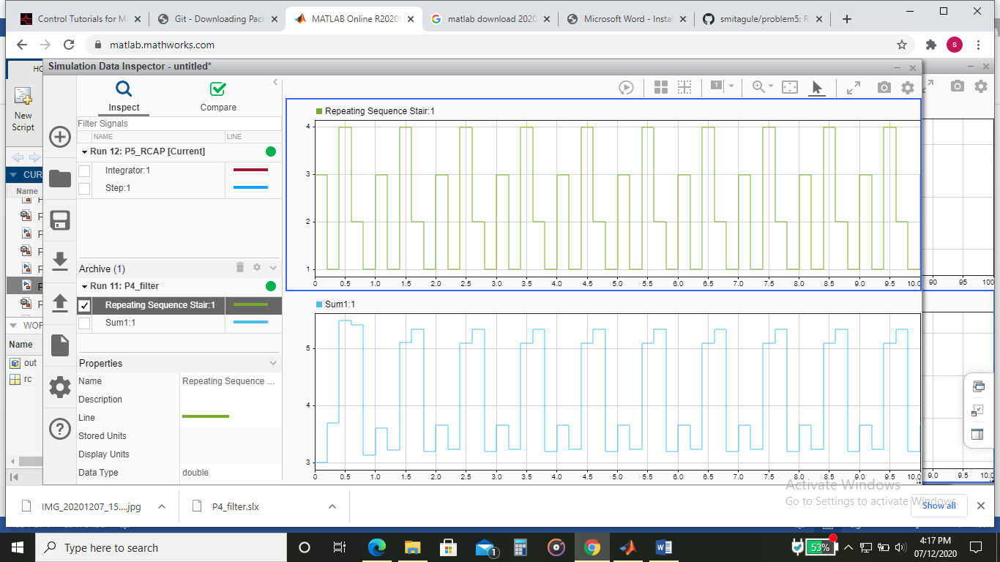 Control Tutorials for MA
Git - Downloading Pack
MATLAB Online R2020
matlab download 2020
Microsoft Word - Insta
smitagule/problem5: R
matlab.mathworks.com
s
HO
New
Script
CUR
Name
WOR
Name
out
rc
Simulation Data Inspector - untitled*
Inspect
Compare
Filter Signals
NAME
LINE
Run 12: P5_RCAP [Current]
Integrator:1
Step:1
Archive (1)
Run 11: P4_filter
Repeating Sequence Stair:1
Sum1:1
Properties
Name
Repeating Sequence ...
Description
Line
Stored Units
Display Units
Data Type
double
1
Repeating Sequence Stair:1
4
3
2
1
0 0.5 1.0 1.5 2.0 2.5 3.0 3.5 4.0 4.5 5.0 5.5 6.0 6.5 7.0 7.5 8.0 8.5 9.0 9.5 10.0
90 95 100
Sum1:1
5
4
3
0 0.5 1.0 1.5 2.0 2.5 3.0 3.5 4.0 4.5 5.0 5.5 6.0 6.5 7.0 7.5 8.0 8.5 9.0 9.5 10.0
9.0 9.5 10.0
Activate Windows
Go to Settings to activate Windows.
IMG_20201207_15....jpg
P4_filter.slx
Show all
Type here to search
1
53%
4:17 PM
07/12/2020